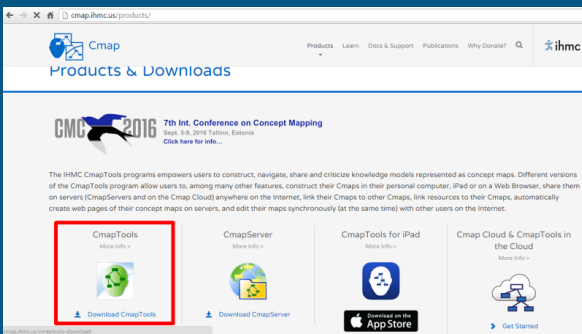 cmap.ihmc.us/products/
Cmap
Products Learn Docs & Support Publications Why Donate?
ihmc
Products & Downloads
CMC 2016
7th Int. Conference on Concept Mapping
Sept. 5-9, 2016 Tallinn, Estonia
Click here for info...
The IHMC CmapTools programs empowers users to construct, navigate, share and criticize knowledge models represented as concept maps. Different versions
of the CmapTools program allow users to, among many other features, construct their Cmaps in their personal computer, iPad or on a Web Browser, share them
on servers (CmapServers and on the Cmap Cloud) anywhere on the Internet, link their Cmaps to other Cmaps, link resources to their Cmaps, automatically
create web pages of their concept maps on servers, and edit their maps synchronously (at the same time) with other users on the Internet.
CmapTools
More Info >
Download CmapTools
CmapServer
More Info >
Download CmapServer
CmapTools for iPad
More Info >
Download on the
App Store
Cmap Cloud & CmapTools in
the Cloud
More Info >
Get Started
cmap.ihmc.us/cmaptools-download